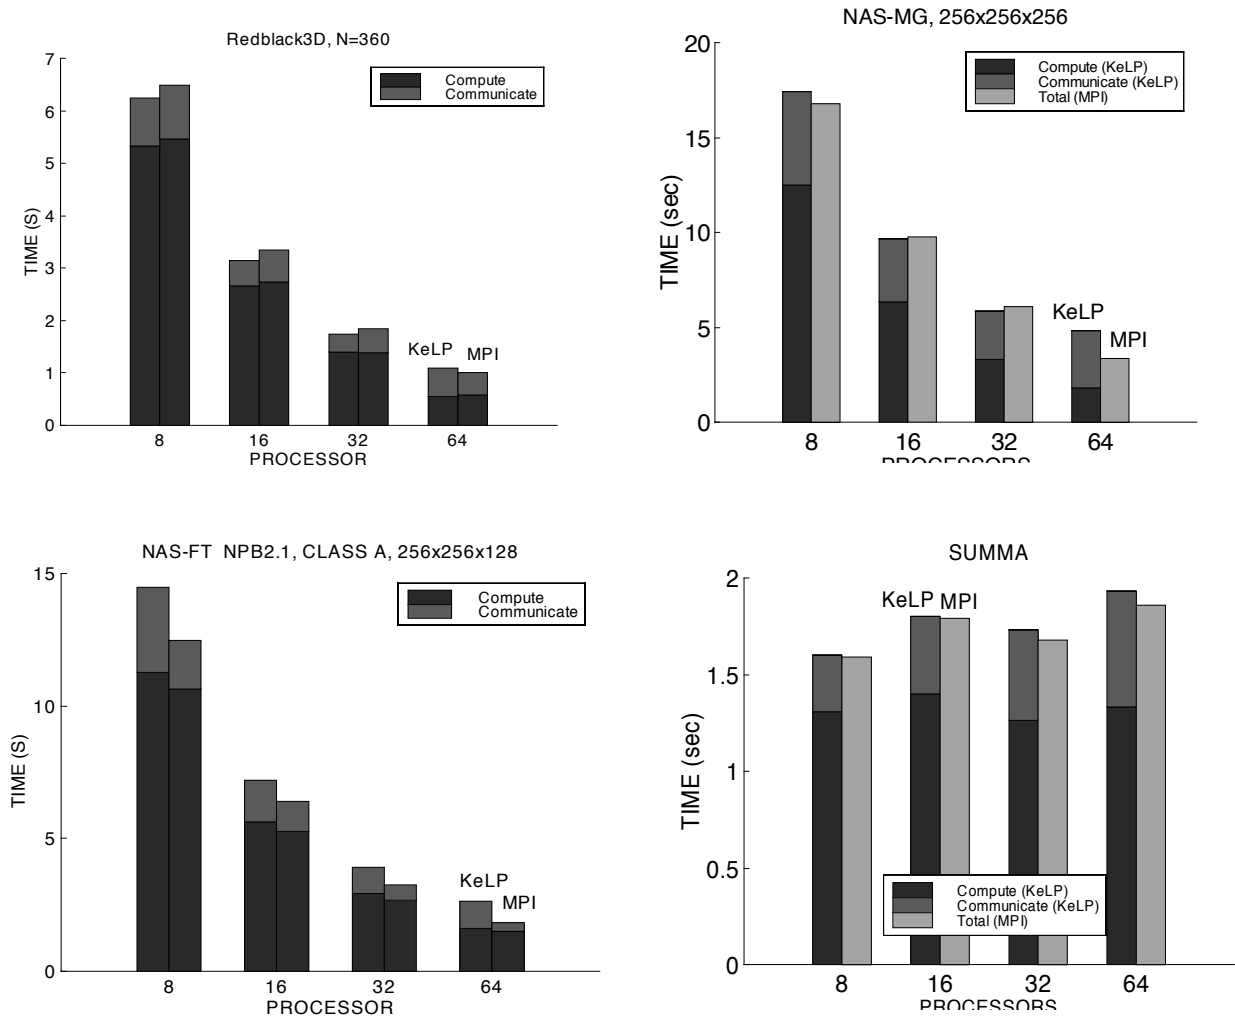 Redblack3D, N=360
7
6
5
4
3
2
1
0
TIME (S)
Compute
Communicate
KeLP
MPI
8 16 32 64
PROCESSOR
NAS-MG, 256x256x256
20
15
10
5
0
TIME (sec)
Compute (KeLP)
Communicate (KeLP)
Total (MPI)
KeLP
MPI
8 16 32 64
PROCESSORS
NAS-FT NPB2.1, CLASS A, 256x256x128
15
10
5
0
TIME (S)
Compute
Communicate
KeLP
MPI
8 16 32 64
PROCESSOR
SUMMA
2
1.5
1
0.5
0
TIME (sec)
KeLP MPI
Compute (KeLP)
Communicate (KeLP)
Total (MPI)
8 16 32 64
PROCESSORS